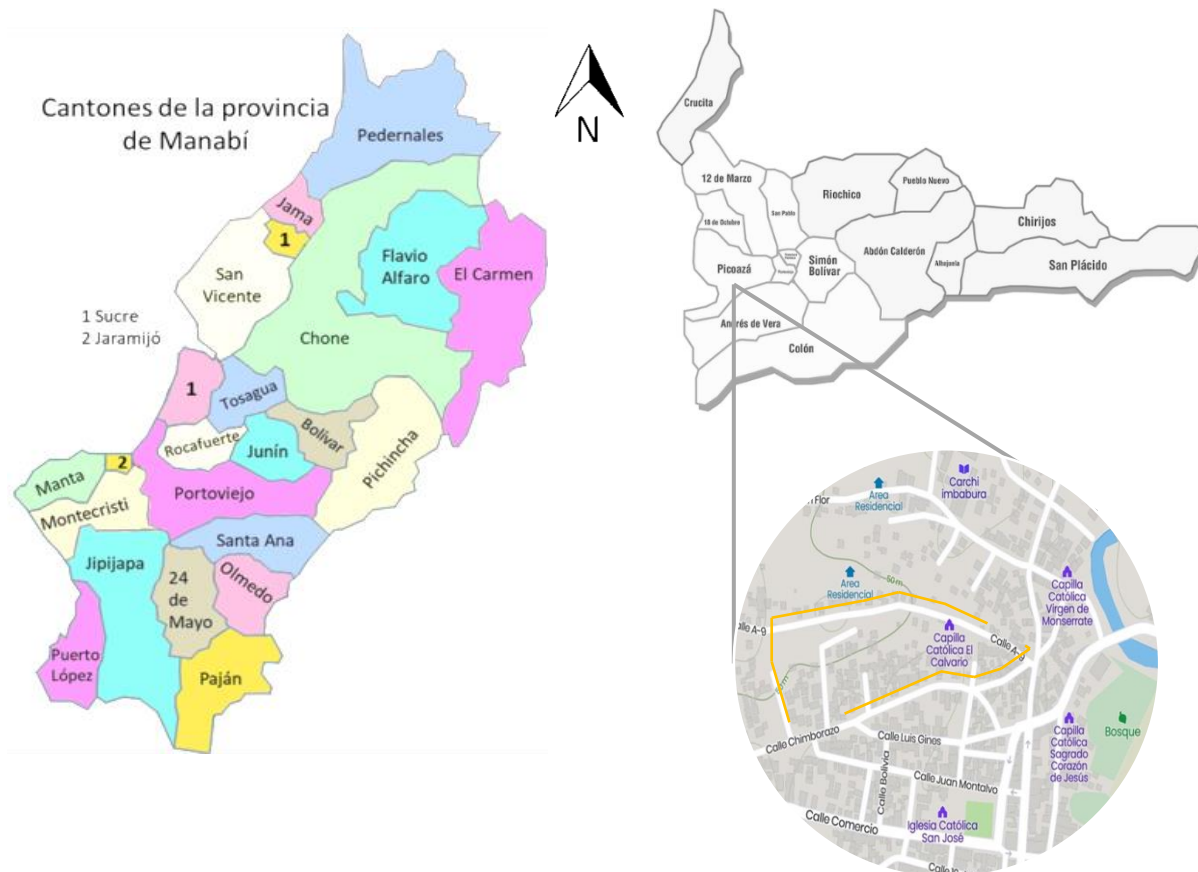 Cantones de la provincia
de Manabí
Pedernales
Jama
1
San
Vicente
Flavio
Alfaro
El Carmen
1 Sucre
2 Jaramijó
Chone
1
Tosagua
Rocafuerte
Junín
Bolívar
Pichincha
2
Manta
Montecristi
Portoviejo
Santa Ana
Jipijapa
24
de
Mayo
Olmedo
Puerto
López
Paján
N
Crucita
12 de Marzo
San Pablo
Riochico
Pueblo Nuevo
18 de Octubre
Picoazá
Simón
Bolívar
Abdón Calderón
Chirijos
San Plácido
Andrés de Vera
Colón
Carchi
imbabura
Area
Residencial
Flor
50 m
Area
Residencial
Capilla
Católica
Virgen de
Monserrate
alle A-9
Capilla
Católica El
Calvario
Calle A-9
Calle Chimborazo
Calle Luis Gines
Calle Bolivia
Calle Juan Montalvo
Capilla
Católica
Sagrado
Corazón
de Jesús
Bosque
Calle Comercio
Iglesia Católica
San José